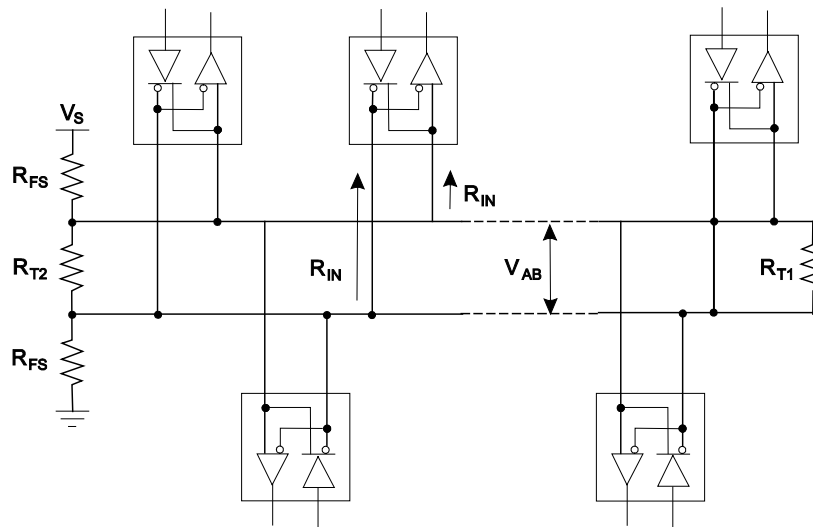 V_S
R_FS
R_IN
R_T2
R_IN
V_AB
R_T1
R_FS